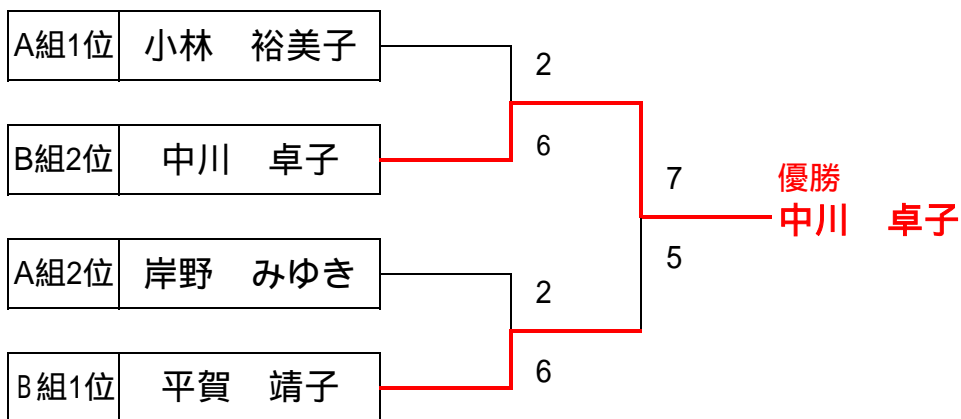 A組1位 小林　裕美子
2
B組2位 中川　卓子
6
7
優勝
中川　卓子
5
A組2位 岸野　みゆき
2
B組1位 平賀　靖子
6